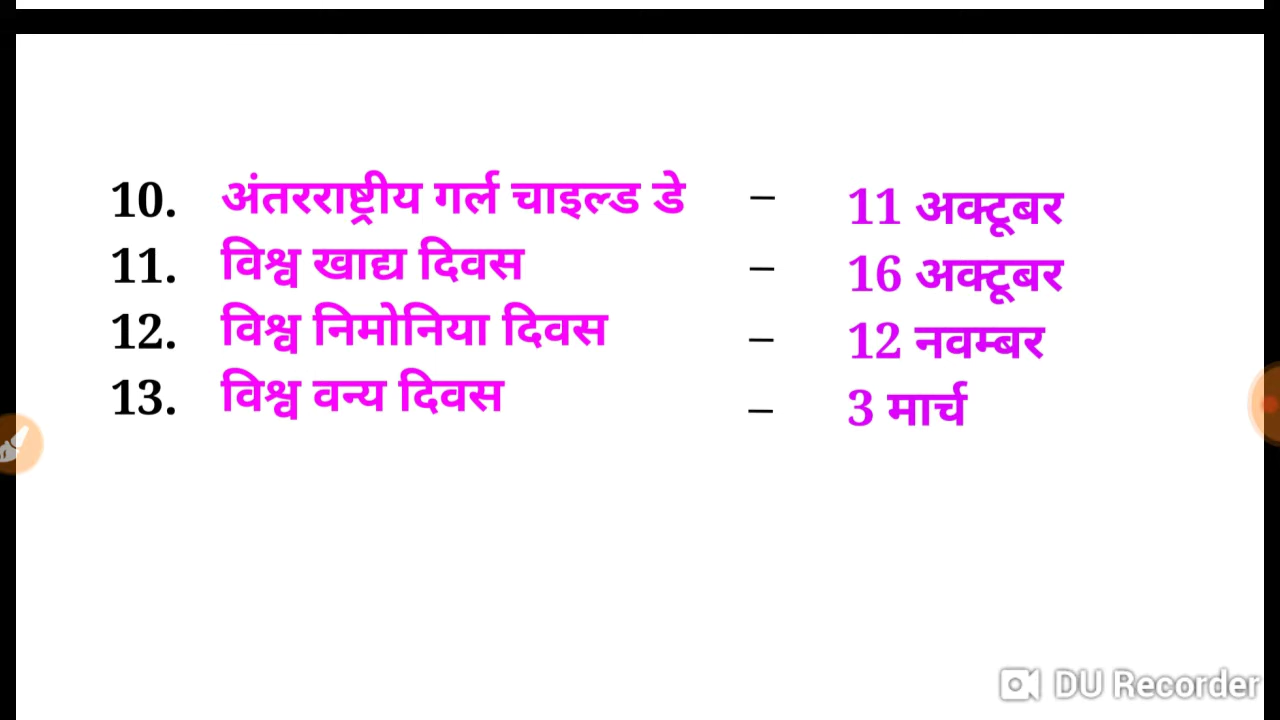 10. अंतरराष्ट्रीय गर्ल चाइल्ड डे – 11 अक्टूबर
11. विश्व खाद्य दिवस – 16 अक्टूबर
12. विश्व निमोनिया दिवस – 12 नवम्बर
13. विश्व वन्य दिवस – 3 मार्च
DU Recorder